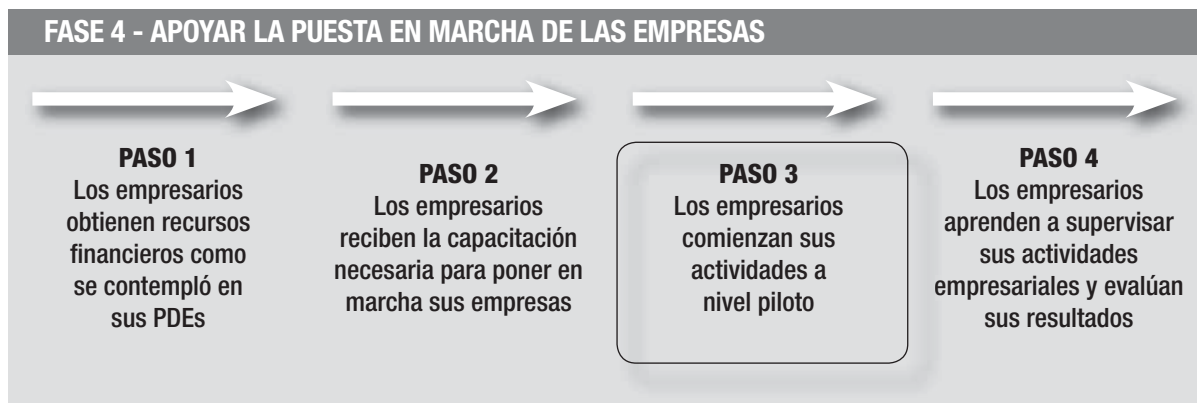 FASE 4 - APOYAR LA PUESTA EN MARCHA DE LAS EMPRESAS
PASO 1
Los empresarios
obtienen recursos
financieros como
se contempló en
sus PDEs
PASO 2
Los empresarios
reciben la capacitación
necesaria para poner en
marcha sus empresas
PASO 3
Los empresarios
comienzan sus
actividades a
nivel piloto
PASO 4
Los empresarios
aprenden a supervisar
sus actividades
empresariales y evalúan
sus resultados